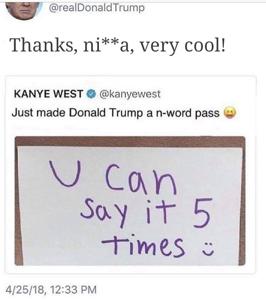 @realDonaldTrump
Thanks, ni**a, very cool!
KANYE WEST @kanyewest
Just made Donald Trump a n-word pass 😀
U can
say it 5
times :)
4/25/18, 12:33 PM